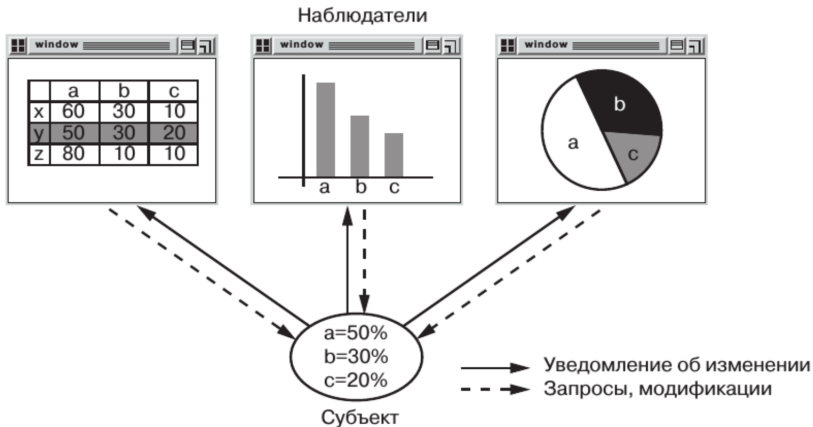 Наблюдатели
window
a b c
x 60 30 10
y 50 30 20
z 80 10 10
window
a b c
window
a
b
c
a=50%
b=30%
c=20%
Субъект
Уведомление об изменении
Запросы, модификации